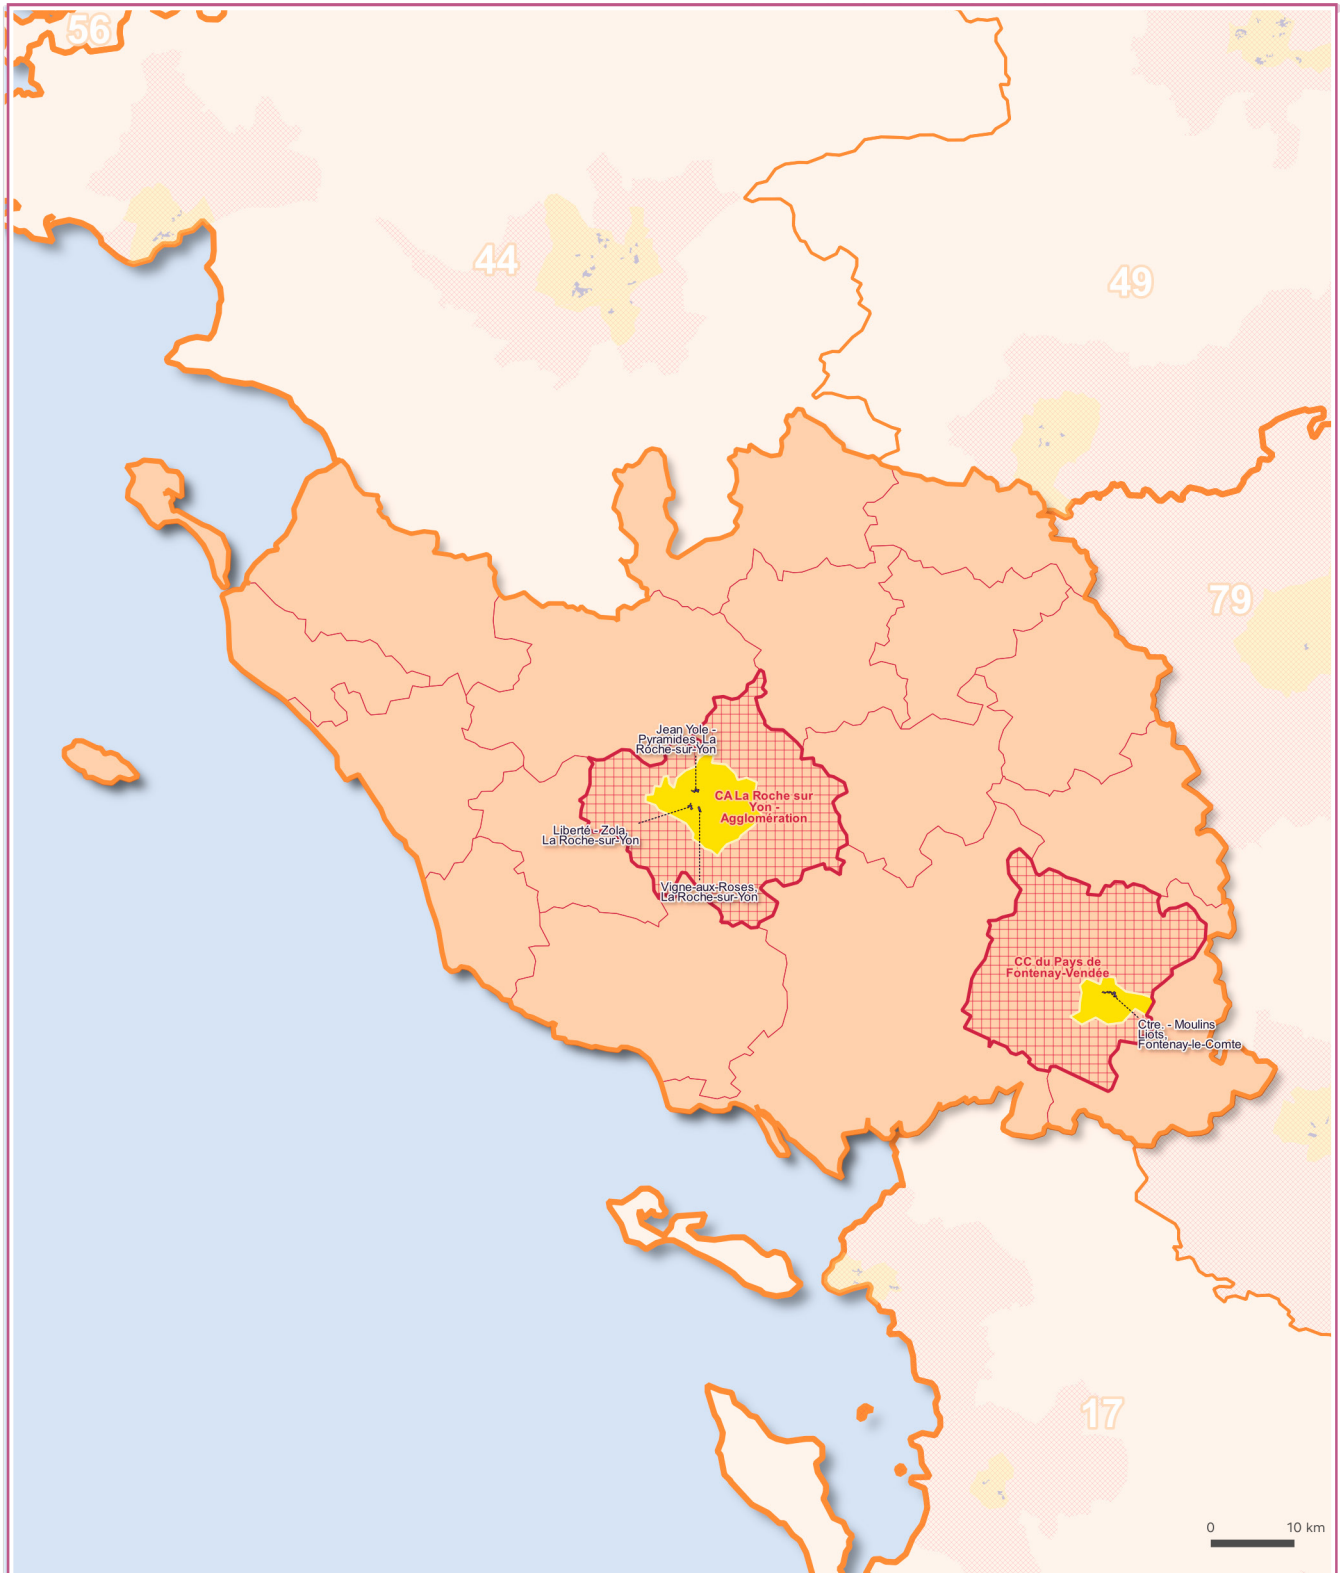 56
44
49
79
Jean Yole -
Pyramides, La
Roche-sur-Yon
CA La Roche sur
Yon -
Agglomération
Liberté - Zola,
La Roche-sur-Yon
Vigne-aux-Roses,
La Roche-sur-Yon
CC du Pays de
Fontenay-Vendée
Ctre. - Moulins
Liots,
Fontenay-le-Comte
17
0 10 km